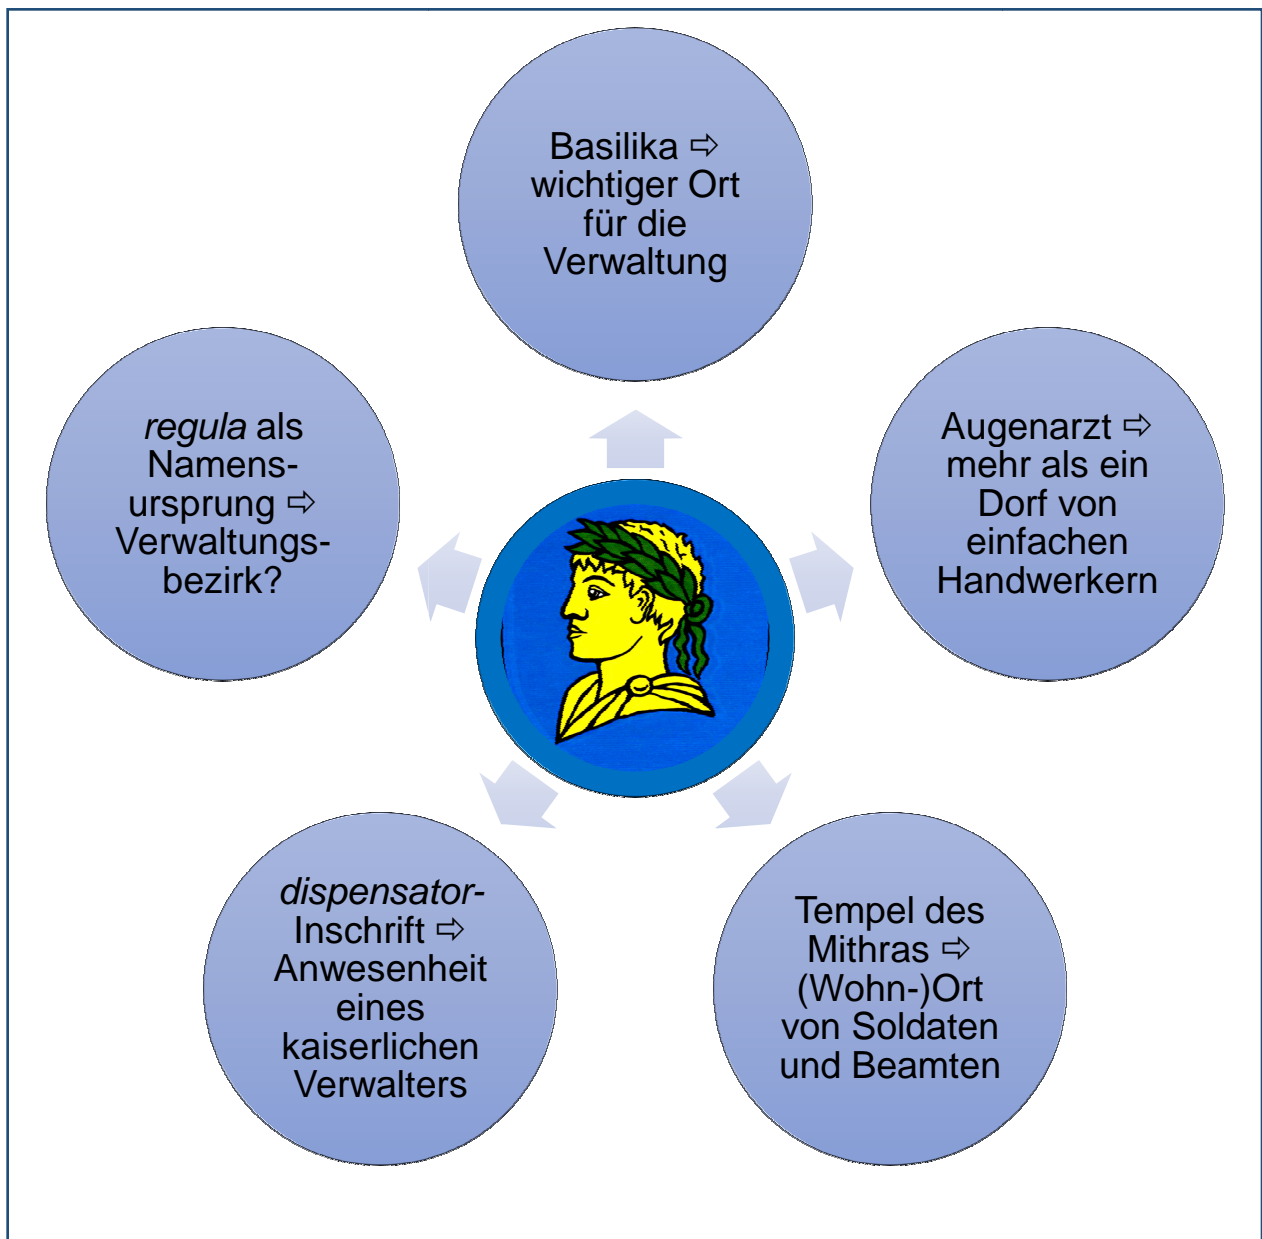 Basilika ⇨
wichtiger Ort
für die
Verwaltung
regula als
Namens-
ursprung ⇨
Verwaltungs-
bezirk?
Augenarzt ⇨
mehr als ein
Dorf von
einfachen
Handwerkern
dispensator-
Inschrift ⇨
Anwesenheit
eines
kaiserlichen
Verwalters
Tempel des
Mithras ⇨
(Wohn-)Ort
von Soldaten
und Beamten